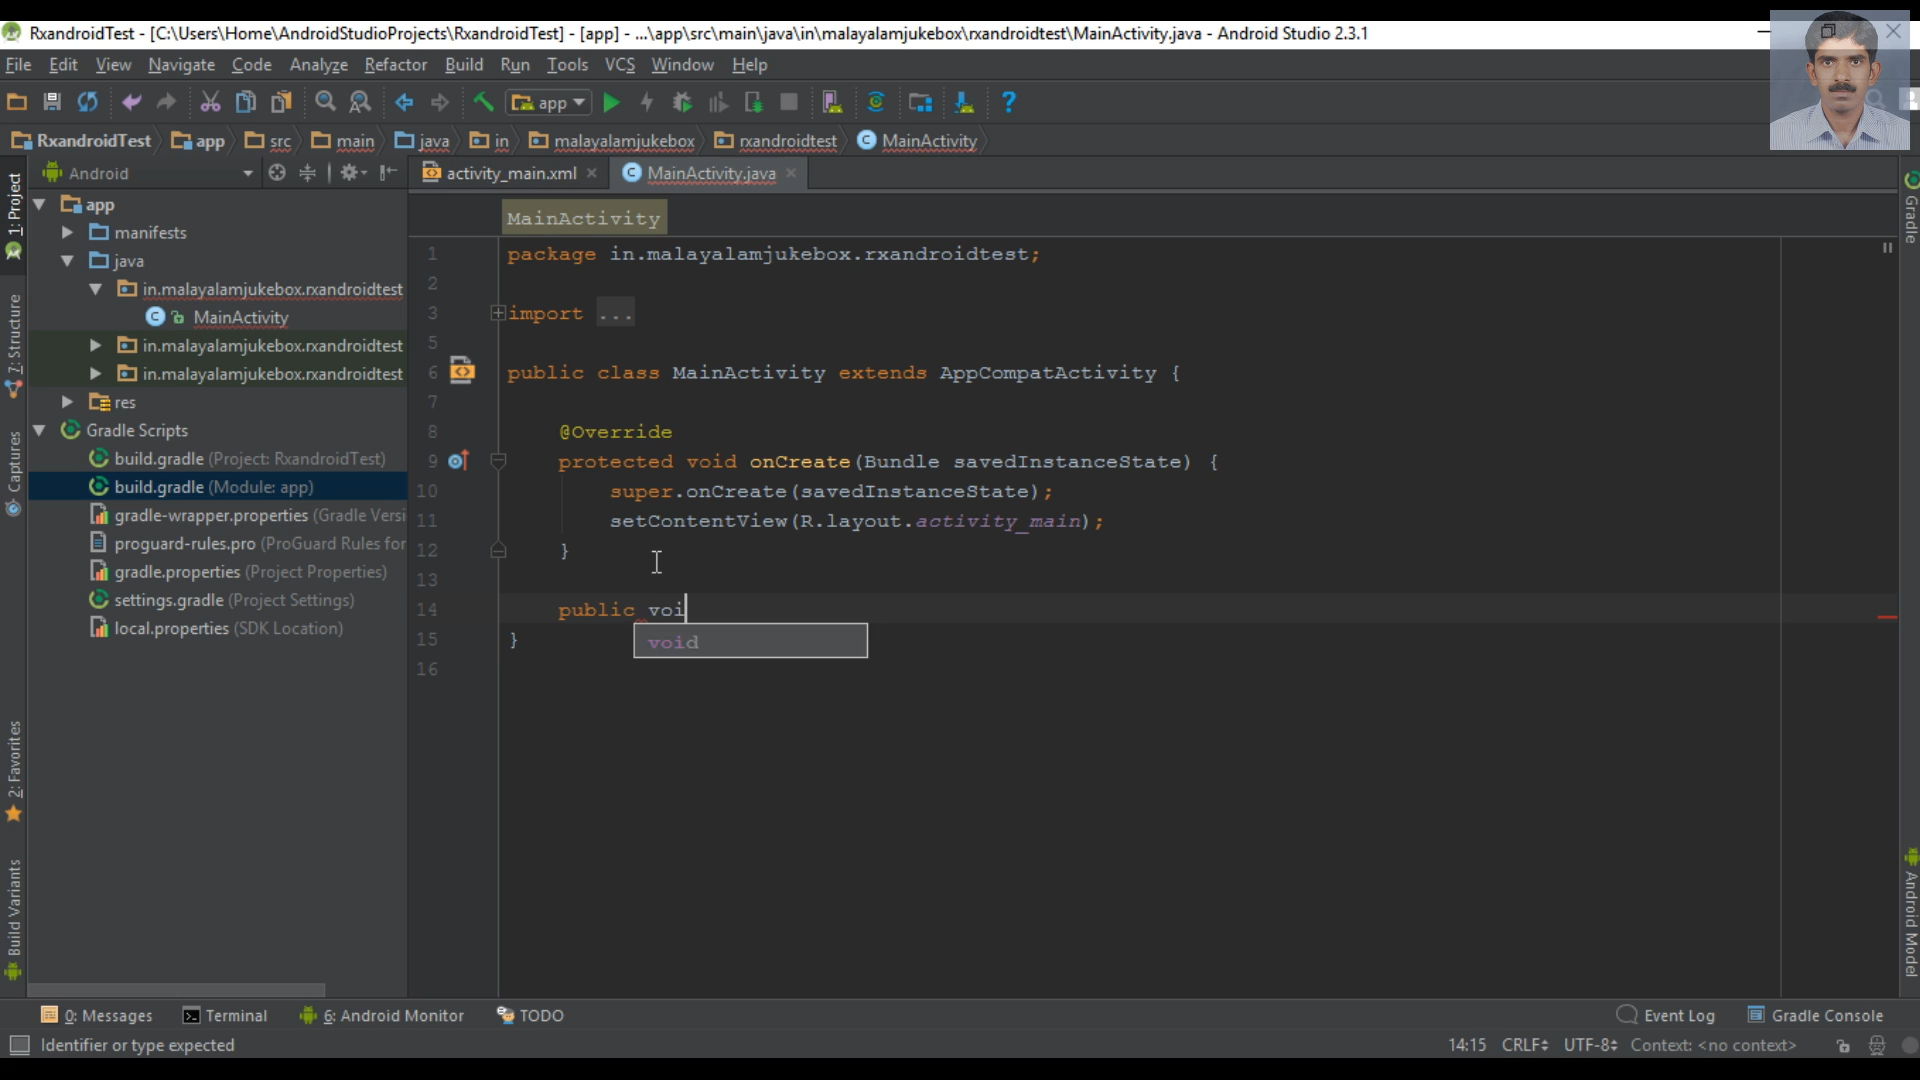 RxandroidTest - [C:\Users\Home\AndroidStudioProjects\RxandroidTest] - [app] - ...\app\src\main\java\in\malayalamjukebox\rxandroidtest\MainActivity.java - Android Studio 2.3.1
File Edit View Navigate Code Analyze Refactor Build Run Tools VCS Window Help
app
RxandroidTest app src main java in malayalamjukebox rxandroidtest MainActivity
Android
activity_main.xml MainActivity.java
1: Project
7: Structure
Captures
2: Favorites
Build Variants
app
manifests
java
in.malayalamjukebox.rxandroidtest
MainActivity
in.malayalamjukebox.rxandroidtest
in.malayalamjukebox.rxandroidtest
res
Gradle Scripts
build.gradle (Project: RxandroidTest)
build.gradle (Module: app)
gradle-wrapper.properties (Gradle Versi
proguard-rules.pro (ProGuard Rules for
gradle.properties (Project Properties)
settings.gradle (Project Settings)
local.properties (SDK Location)
MainActivity
1 package in.malayalamjukebox.rxandroidtest;
2
3 import ...
5
6 public class MainActivity extends AppCompatActivity {
7
8 @Override
9 protected void onCreate(Bundle savedInstanceState) {
10 super.onCreate(savedInstanceState);
11 setContentView(R.layout.activity_main);
12 }
13
14 public voi
void
15 }
16
Gradle
Android Model
0: Messages Terminal 6: Android Monitor TODO Event Log Gradle Console
Identifier or type expected 14:15 CRLF UTF-8 Context: <no context>